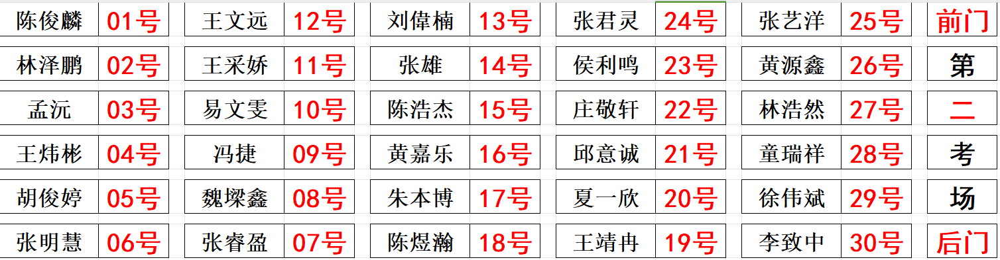 陈俊麟 01号 王文远 12号 刘偉楠 13号 张君灵 24号 张艺洋 25号 前门
林泽鹏 02号 王采娇 11号 张雄 14号 侯利鸣 23号 黄源鑫 26号 第
孟沅 03号 易文雯 10号 陈浩杰 15号 庄敬轩 22号 林浩然 27号 二
王炜彬 04号 冯捷 09号 黄嘉乐 16号 邱意诚 21号 童瑞祥 28号 考
胡俊婷 05号 魏墚鑫 08号 朱本博 17号 夏一欣 20号 徐伟斌 29号 场
张明慧 06号 张睿盈 07号 陈煜瀚 18号 王靖冉 19号 李致中 30号 后门